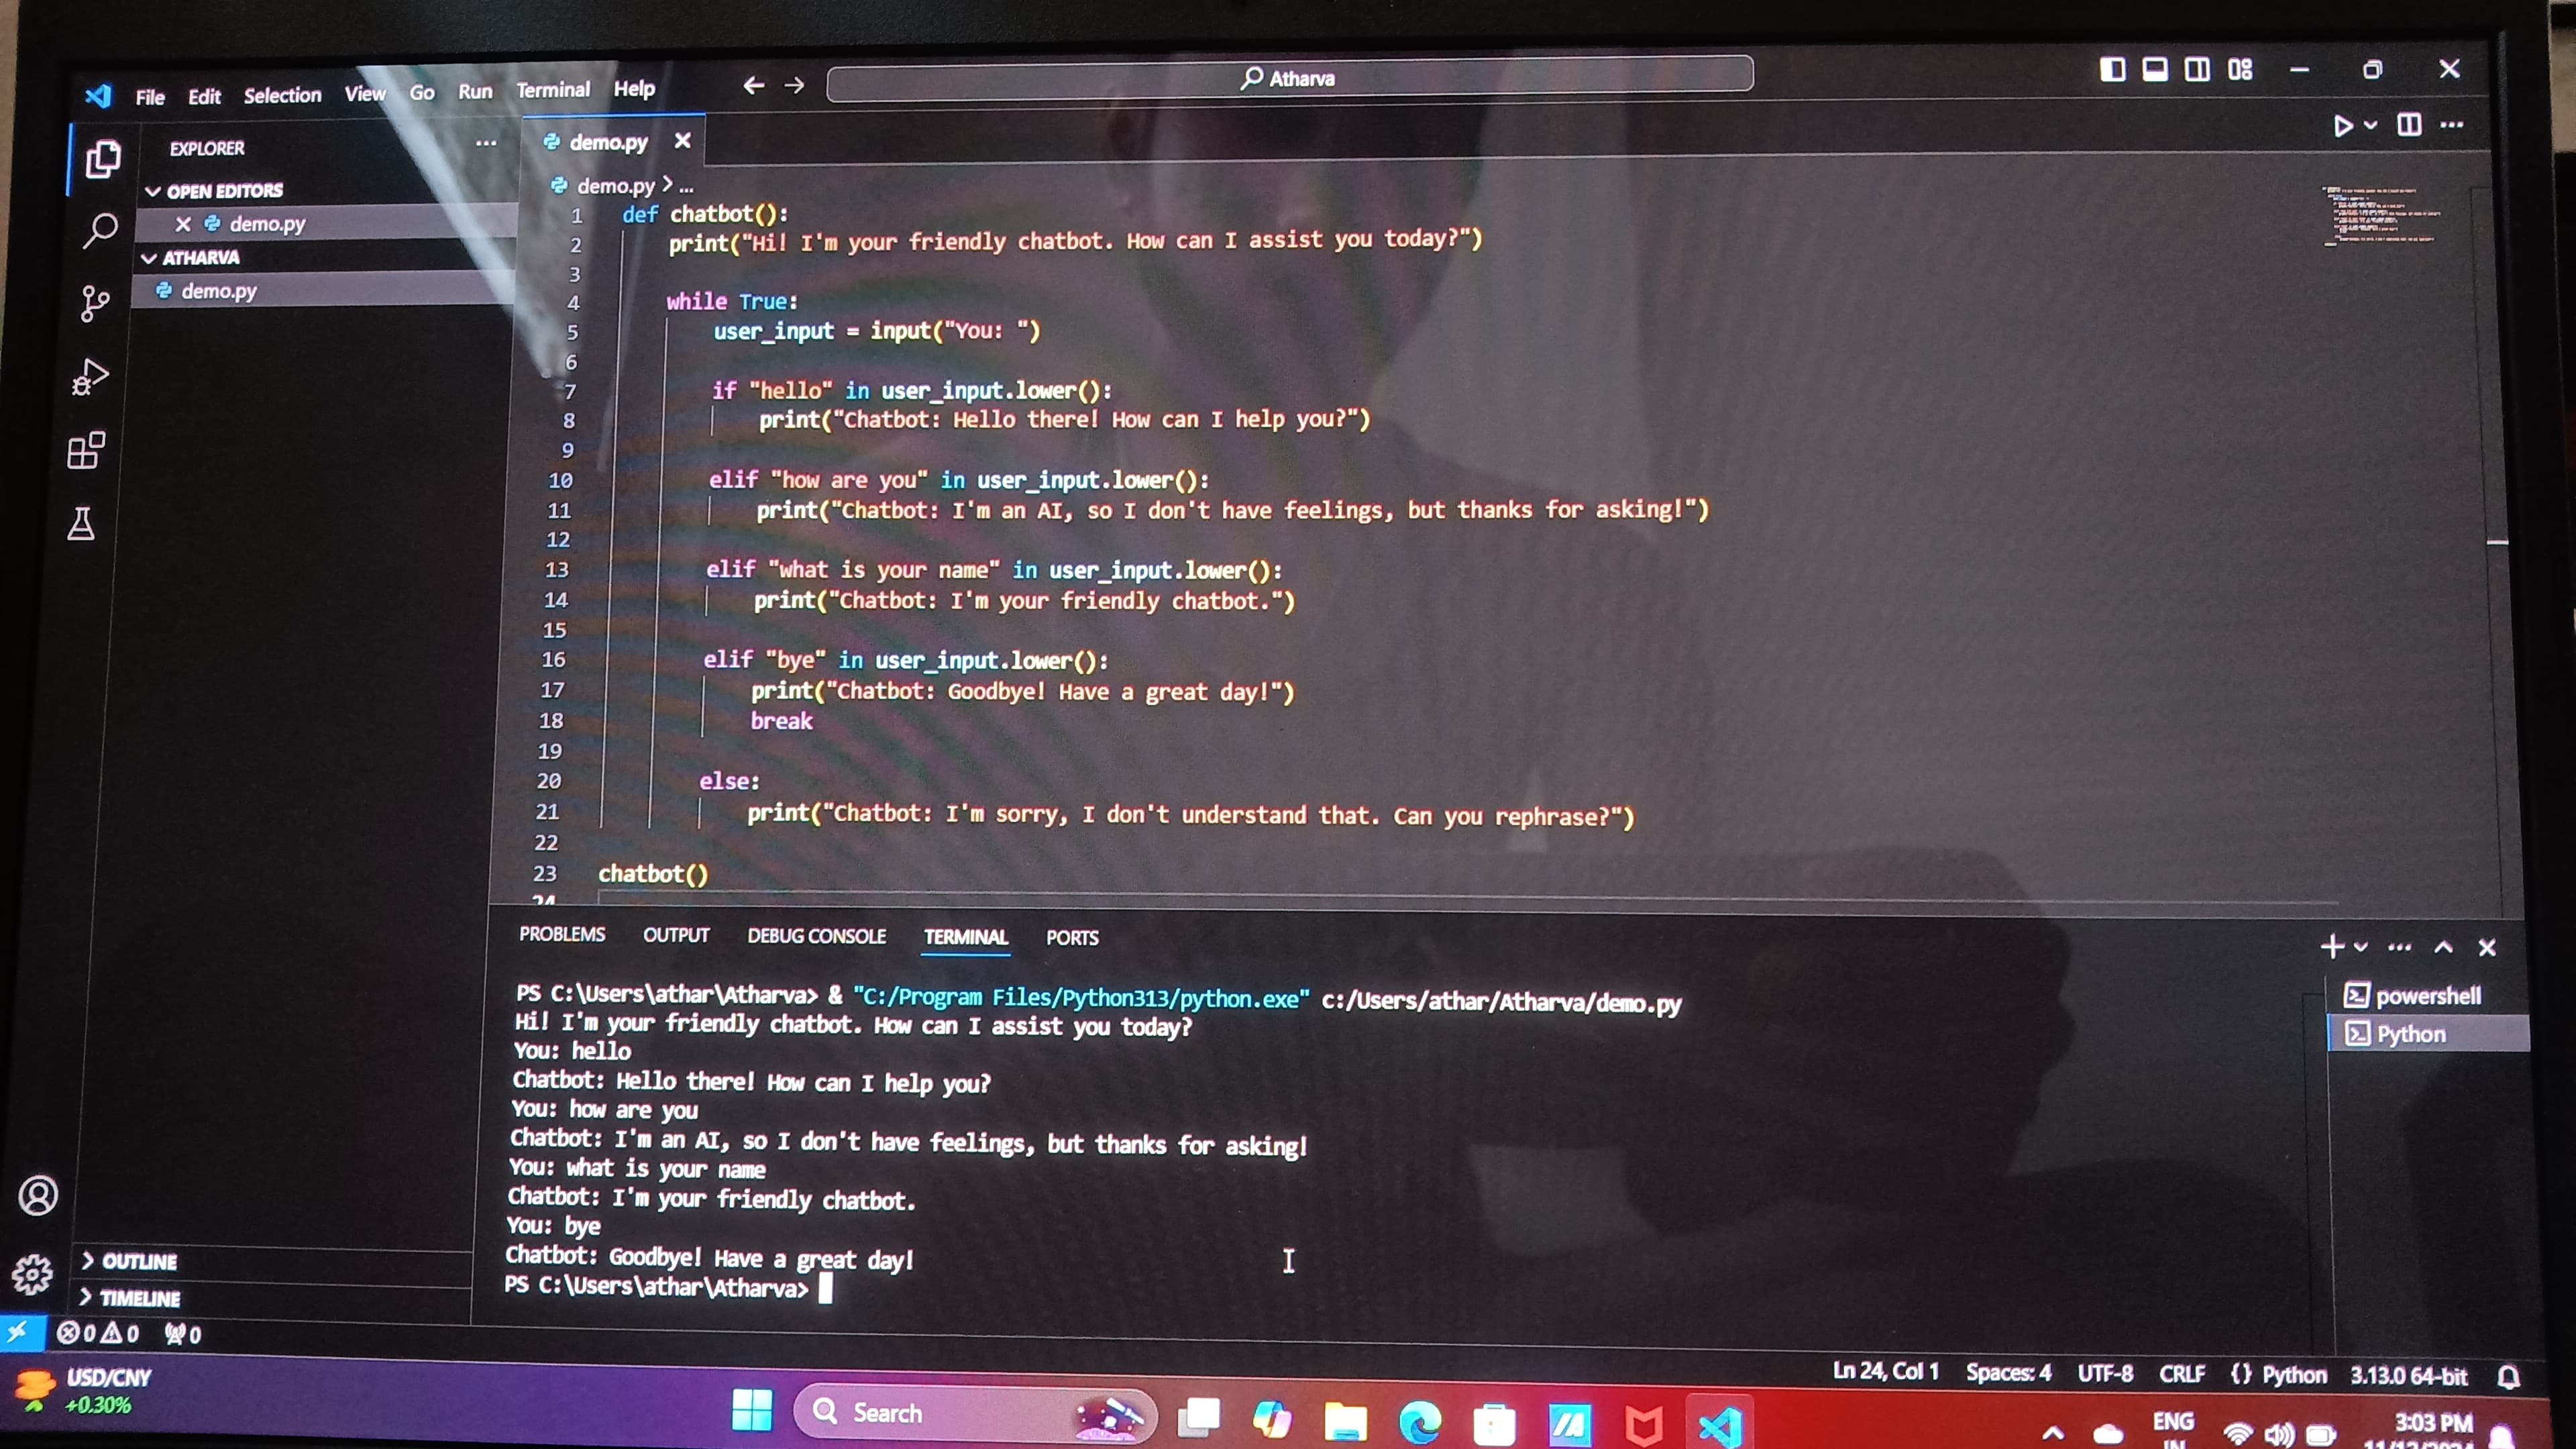 File Edit Selection View Go Run Terminal Help
Atharva
EXPLORER
OPEN EDITORS
demo.py
ATHARVA
demo.py
OUTLINE
TIMELINE
demo.py
demo.py > ...
1 def chatbot():
2 print("Hi! I'm your friendly chatbot. How can I assist you today?")
3
4 while True:
5 user_input = input("You: ")
6
7 if "hello" in user_input.lower():
8 print("Chatbot: Hello there! How can I help you?")
9
10 elif "how are you" in user_input.lower():
11 print("Chatbot: I'm an AI, so I don't have feelings, but thanks for asking!")
12
13 elif "what is your name" in user_input.lower():
14 print("Chatbot: I'm your friendly chatbot.")
15
16 elif "bye" in user_input.lower():
17 print("Chatbot: Goodbye! Have a great day!")
18 break
19
20 else:
21 print("Chatbot: I'm sorry, I don't understand that. Can you rephrase?")
22
23 chatbot()
24
PROBLEMS OUTPUT DEBUG CONSOLE TERMINAL PORTS
PS C:\Users\athar\Atharva> & "C:/Program Files/Python313/python.exe" c:/Users/athar/Atharva/demo.py
Hi! I'm your friendly chatbot. How can I assist you today?
You: hello
Chatbot: Hello there! How can I help you?
You: how are you
Chatbot: I'm an AI, so I don't have feelings, but thanks for asking!
You: what is your name
Chatbot: I'm your friendly chatbot.
You: bye
Chatbot: Goodbye! Have a great day!
PS C:\Users\athar\Atharva>
powershell
Python
0 0 0
Ln 24, Col 1 Spaces: 4 UTF-8 CRLF {} Python 3.13.0 64-bit
USD/CNY
+0.30%
Search
ENG
3:03 PM